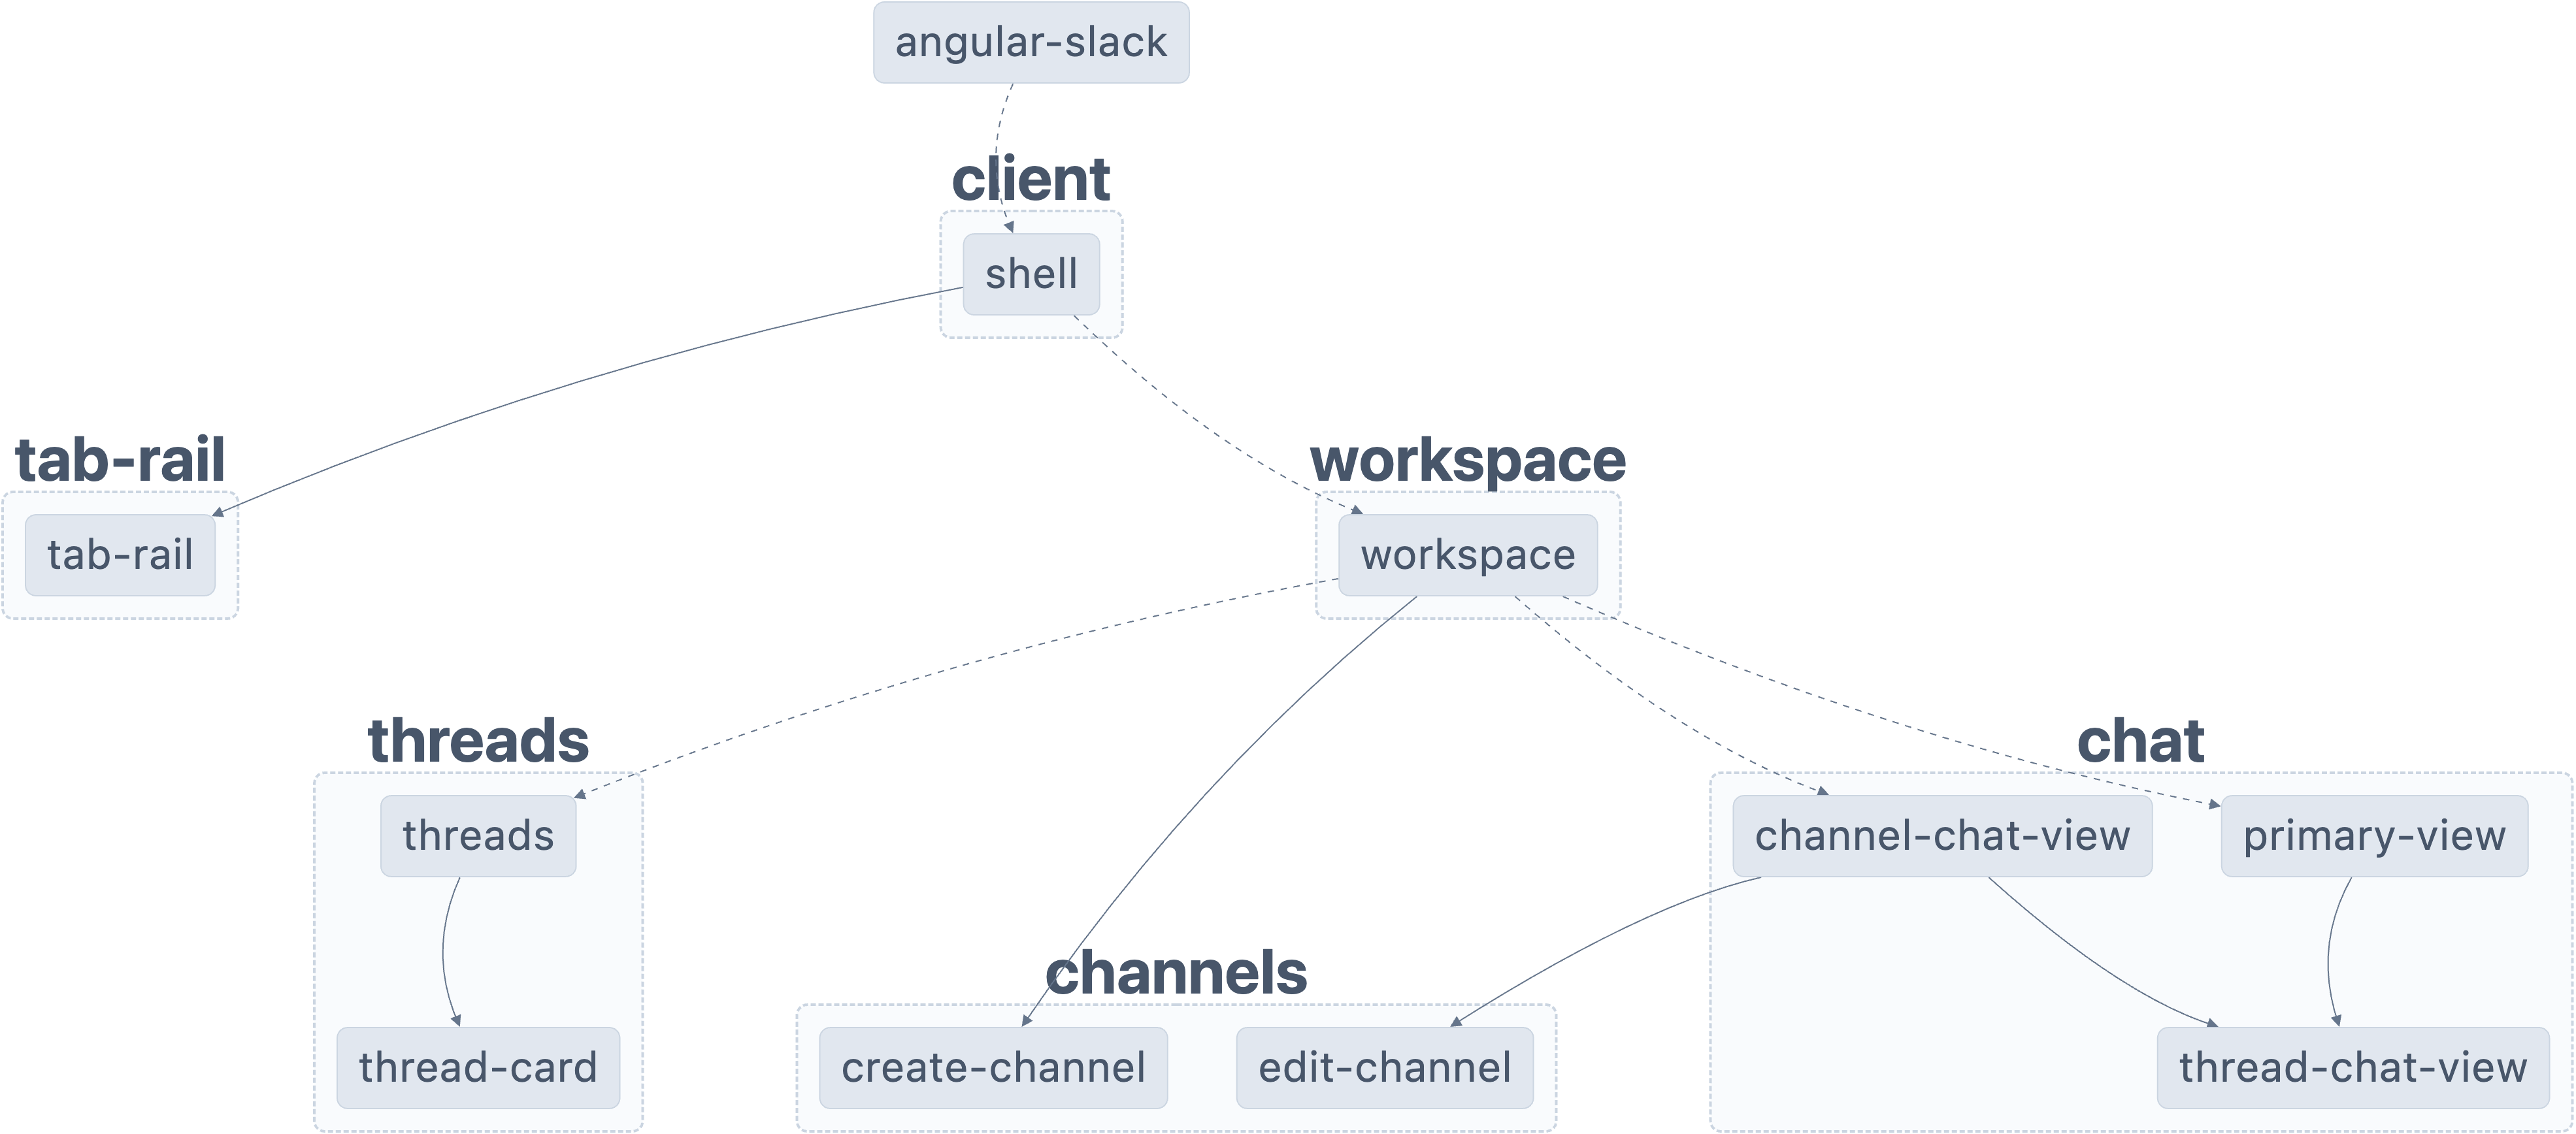 angular-slack
client
shell
tab-rail
tab-rail
workspace
workspace
threads
threads
thread-card
channels
create-channel
edit-channel
chat
channel-chat-view
primary-view
thread-chat-view